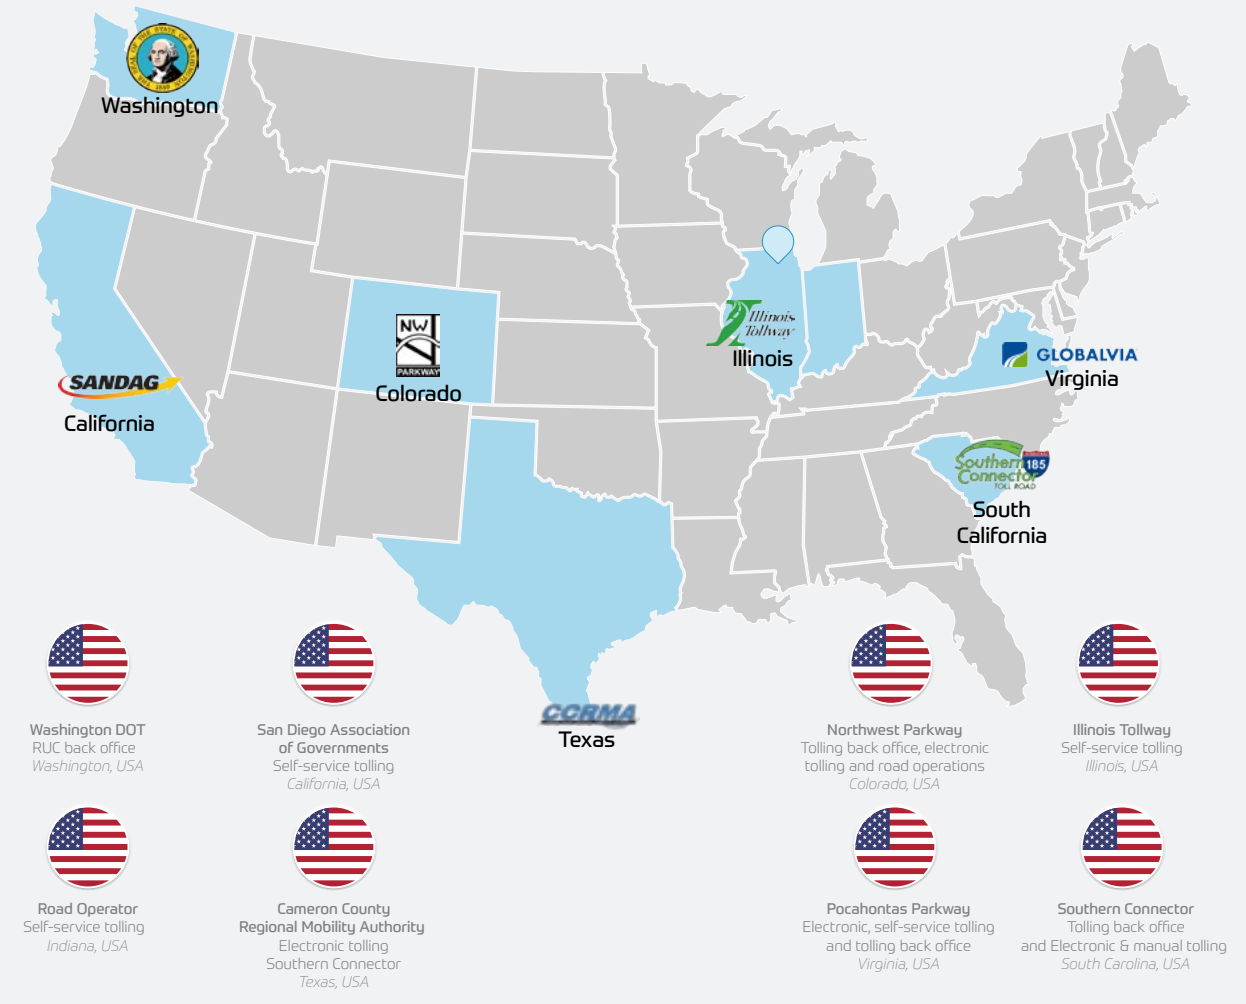 Washington
NW
PARKWAY
Colorado
SANDAG
California
Illinois
Tollway
Illinois
GLOBALVIA
Virginia
Southern
Connector
TOLL ROAD
185
South
California
CCRMA
Texas
Washington DOT
RUC back office
Washington, USA
San Diego Association
of Governments
Self-service tolling
California, USA
Northwest Parkway
Tolling back office, electronic
tolling and road operations
Colorado, USA
Illinois Tollway
Self-service tolling
Illinois, USA
Road Operator
Self-service tolling
Indiana, USA
Cameron County
Regional Mobility Authority
Electronic tolling
Southern Connector
Texas, USA
Pocahontas Parkway
Electronic, self-service tolling
and tolling back office
Virginia, USA
Southern Connector
Tolling back office
and Electronic & manual tolling
South Carolina, USA